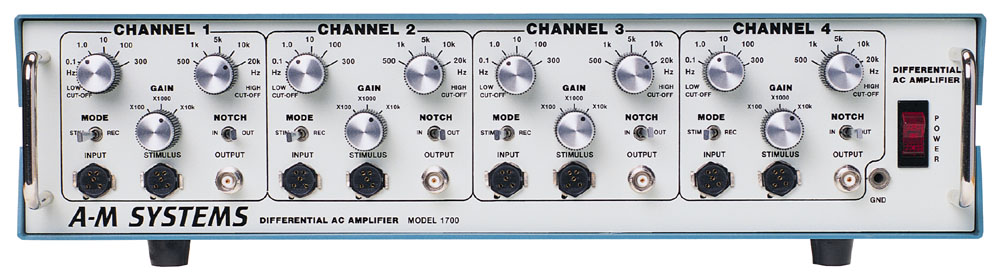 CHANNEL 1
1.0 10 100
0.1 300
Hz
LOW
CUT-OFF
1k 5k 10k
500 20k
Hz
HIGH
CUT-OFF
GAIN
X1000
X100 X10k
MODE
STIM REC
NOTCH
IN OUT
INPUT STIMULUS OUTPUT
CHANNEL 2
1.0 10 100
0.1 300
Hz
LOW
CUT-OFF
1k 5k 10k
500 20k
Hz
HIGH
CUT-OFF
GAIN
X1000
X100 X10k
MODE
STIM REC
NOTCH
IN OUT
INPUT STIMULUS OUTPUT
CHANNEL 3
1.0 10 100
0.1 300
Hz
LOW
CUT-OFF
1k 5k 10k
500 20k
Hz
HIGH
CUT-OFF
GAIN
X1000
X100 X10k
MODE
STIM REC
NOTCH
IN OUT
INPUT STIMULUS OUTPUT
CHANNEL 4
1.0 10 100
0.1 300
Hz
LOW
CUT-OFF
1k 5k 10k
500 20k
Hz
HIGH
CUT-OFF
GAIN
X1000
X100 X10k
MODE
STIM REC
NOTCH
IN OUT
INPUT STIMULUS OUTPUT
DIFFERENTIAL
AC AMPLIFIER
POWER
GND
A-M SYSTEMS DIFFERENTIAL AC AMPLIFIER MODEL 1700